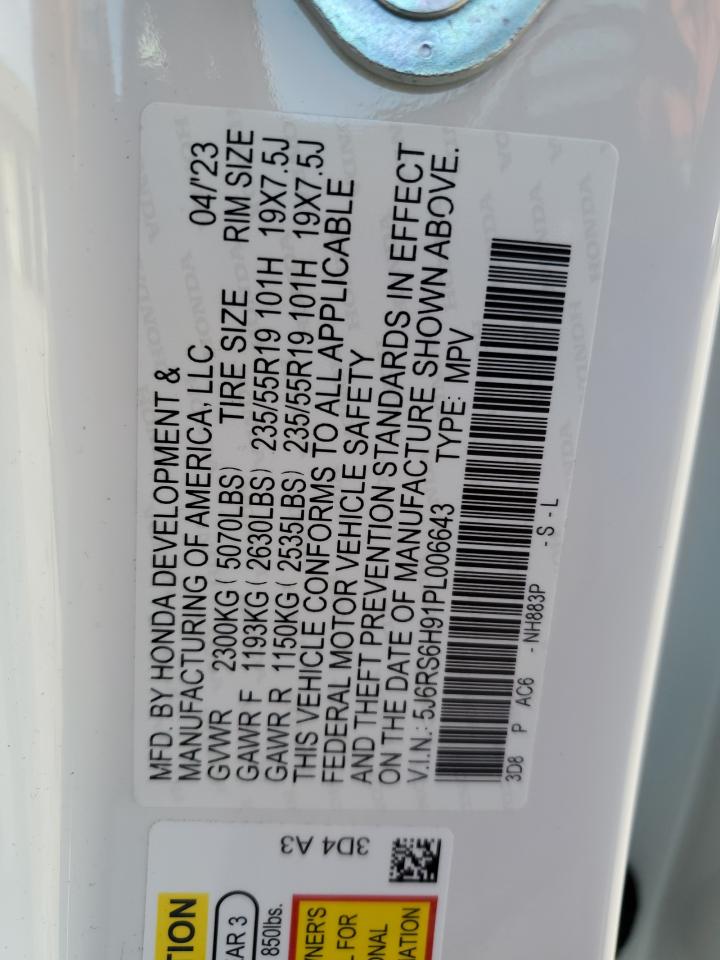 MFD. BY HONDA DEVELOPMENT &
MANUFACTURING OF AMERICA, LLC 04/'23
GVWR 2300KG ( 5070LBS) TIRE SIZE RIM SIZE
GAWR F 1193KG ( 2630LBS) 235/55R19 101H 19X7.5J
GAWR R 1150KG ( 2535LBS) 235/55R19 101H 19X7.5J
THIS VEHICLE CONFORMS TO ALL APPLICABLE
FEDERAL MOTOR VEHICLE SAFETY
AND THEFT PREVENTION STANDARDS IN EFFECT
ON THE DATE OF MANUFACTURE SHOWN ABOVE.
V.I.N.: 5J6RS6H91PL006643 TYPE: MPV
3D8 P AC6 - NH883P - S - L
3D4 A3
TION
AR 3
850lbs.
NER'S
L FOR
ONAL
MATION
HONDA